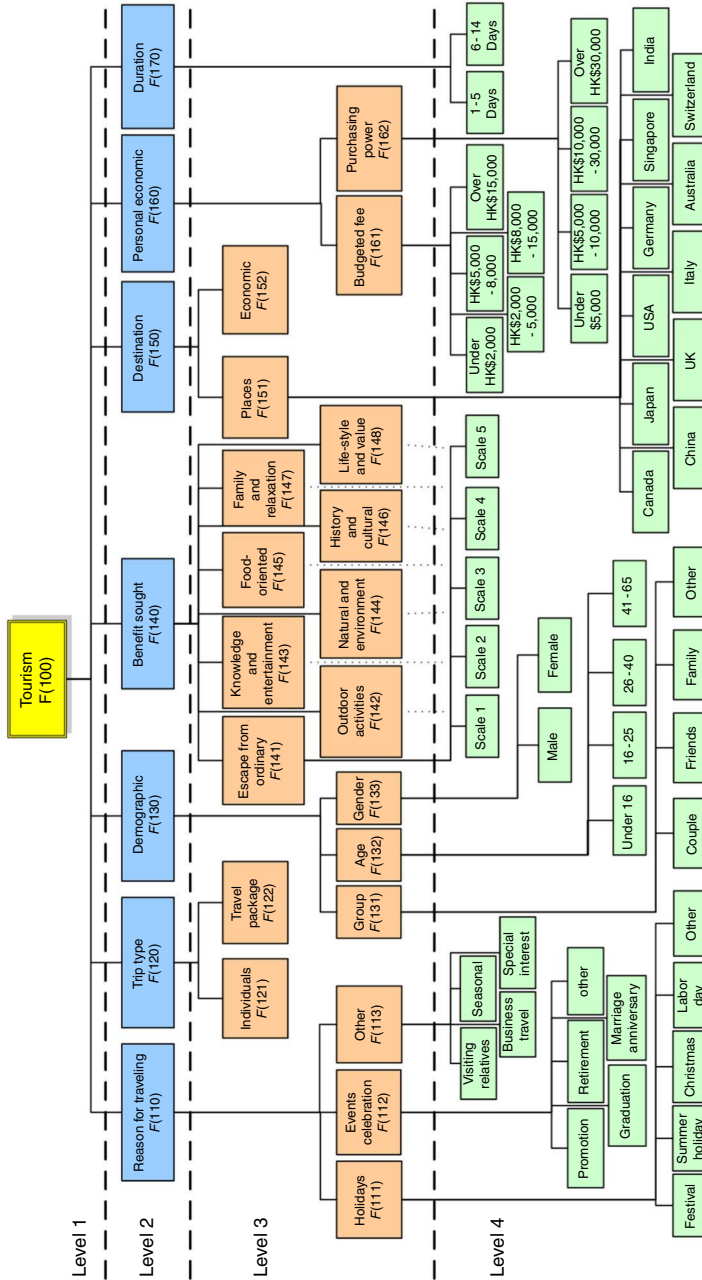 Tourism
F(100)
Level 1
Level 2
Reason for traveling
F(110)
Trip type
F(120)
Demographic
F(130)
Benefit sought
F(140)
Destination
F(150)
Personal economic
F(160)
Duration
F(170)
Level 3
Individuals
F(121)
Travel
package
F(122)
Escape from
ordinary
F(141)
Knowledge and
entertainment
F(143)
Food-
oriented
F(145)
Family
and
relaxation
F(147)
Places
F(151)
Economic
F(152)
Holidays
F(111)
Events
celebration
F(112)
Other
F(113)
Group
F(131)
Age
F(132)
Gender
F(133)
Outdoor
activities
F(142)
Natural and
environment
F(144)
History
and
cultural
F(146)
Life-style
and value
F(148)
Budgeted fee
F(161)
Purchasing
power
F(162)
Level 4
Visiting
relatives
Seasonal
Business
travel
Special
interest
Scale 1
Scale 2
Scale 3
Scale 4
Scale 5
Under
HK$2,000
HK$5,000
- 8,000
Over
HK$15,000
HK$2,000
- 5,000
HK$8,000
- 15,000
1 - 5
Days
6 - 14
Days
Promotion
Retirement
other
Graduation
Marriage
anniversary
Male
Female
Under 16
16 - 25
26 - 40
41 - 65
Under
$5,000
HK$5,000
- 10,000
HK$10,000
- 30,000
Over
HK$30,000
Festival
Summer
holiday
Christmas
Labor
day
Other
Couple
Friends
Family
Other
Canada
Japan
USA
Germany
Singapore
India
China
UK
Italy
Australia
Switzerland